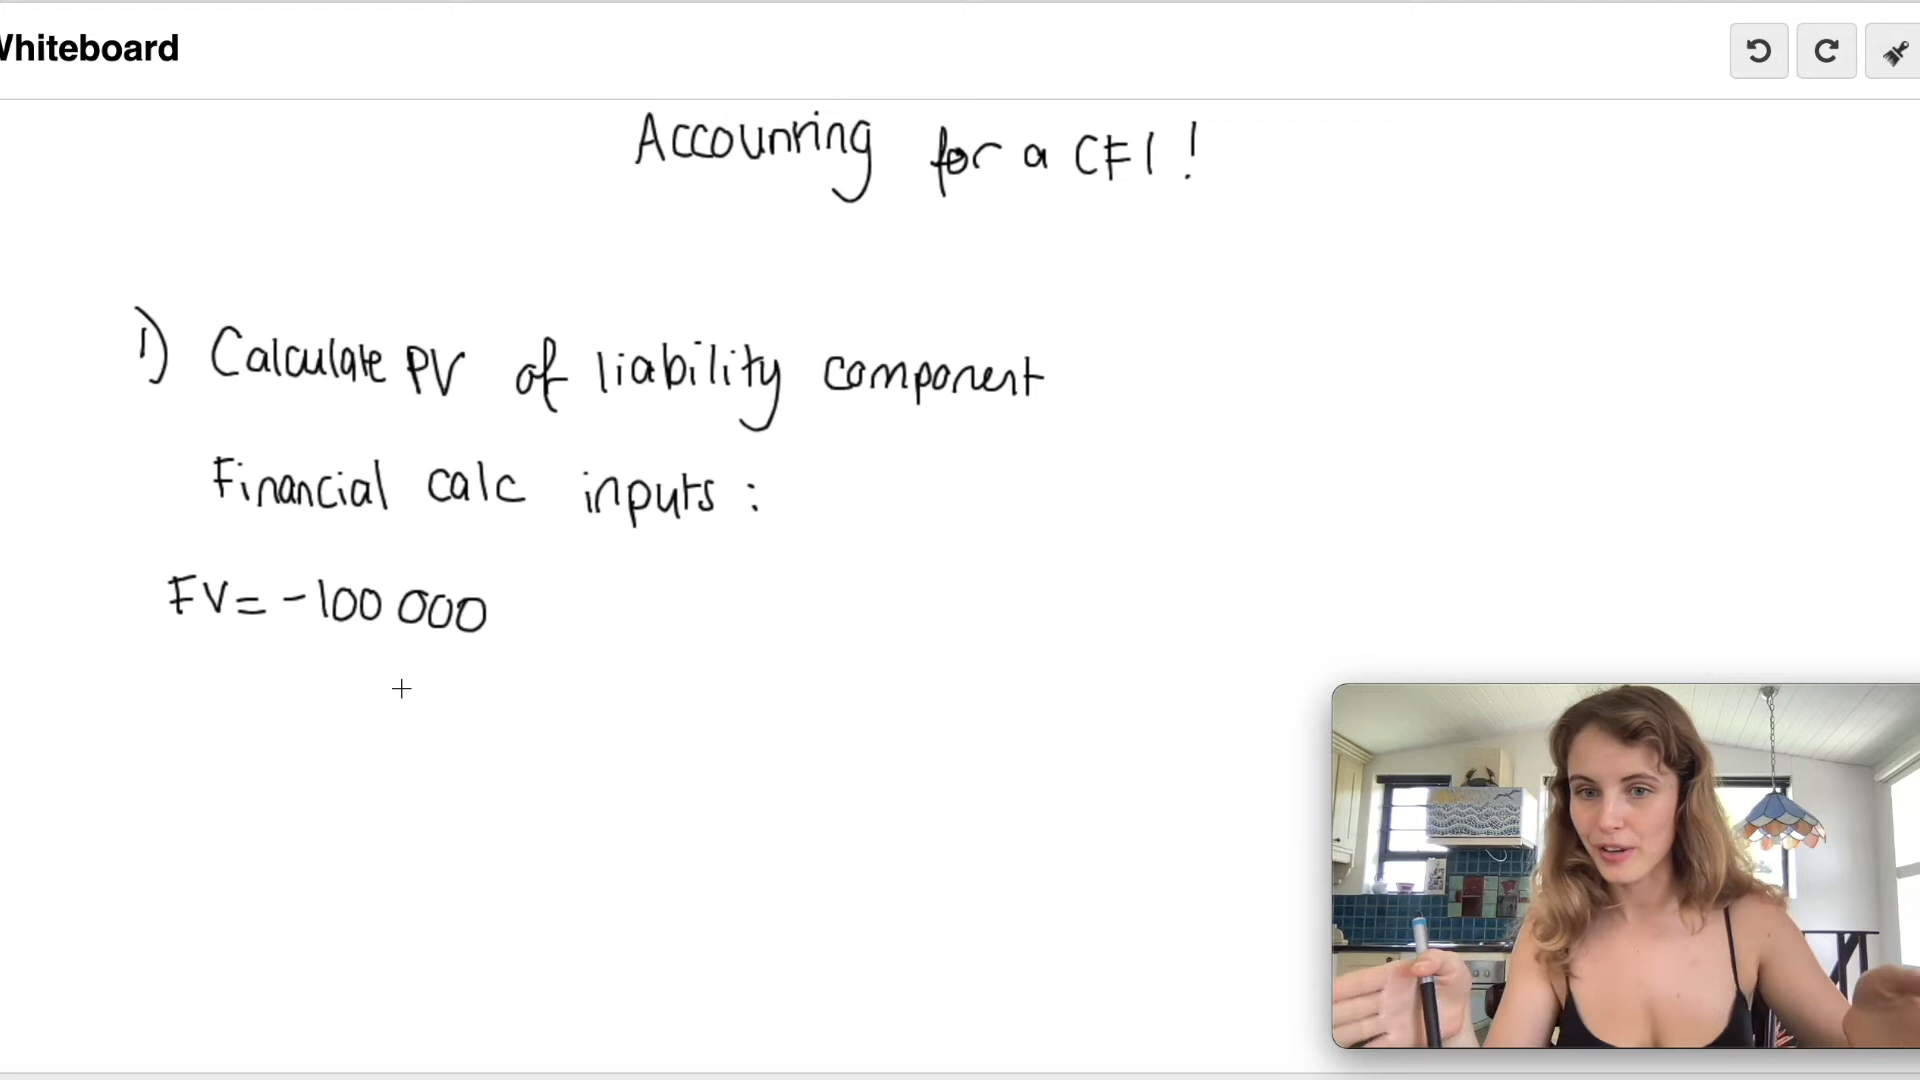 Whiteboard
Accounting for a CFI!
1) Calculate PV of liability component
Financial calc inputs:
FV= -100 000